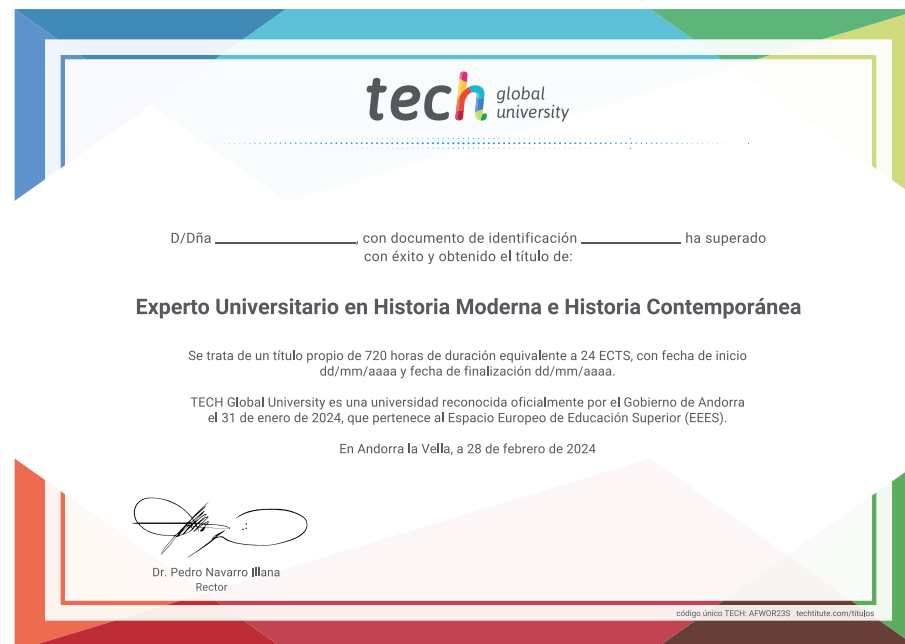 tech global university
D/Dña ____________, con documento de identificación ____________ ha superado
con éxito y obtenido el título de:
Experto Universitario en Historia Moderna e Historia Contemporánea
Se trata de un título propio de 720 horas de duración equivalente a 24 ECTS, con fecha de inicio
dd/mm/aaaa y fecha de finalización dd/mm/aaaa.
TECH Global University es una universidad reconocida oficialmente por el Gobierno de Andorra
el 31 de enero de 2024, que pertenece al Espacio Europeo de Educación Superior (EEES).
En Andorra la Vella, a 28 de febrero de 2024
Dr. Pedro Navarro Illana
Rector
código único TECH: AFWOR23S techtitute.com/titulos